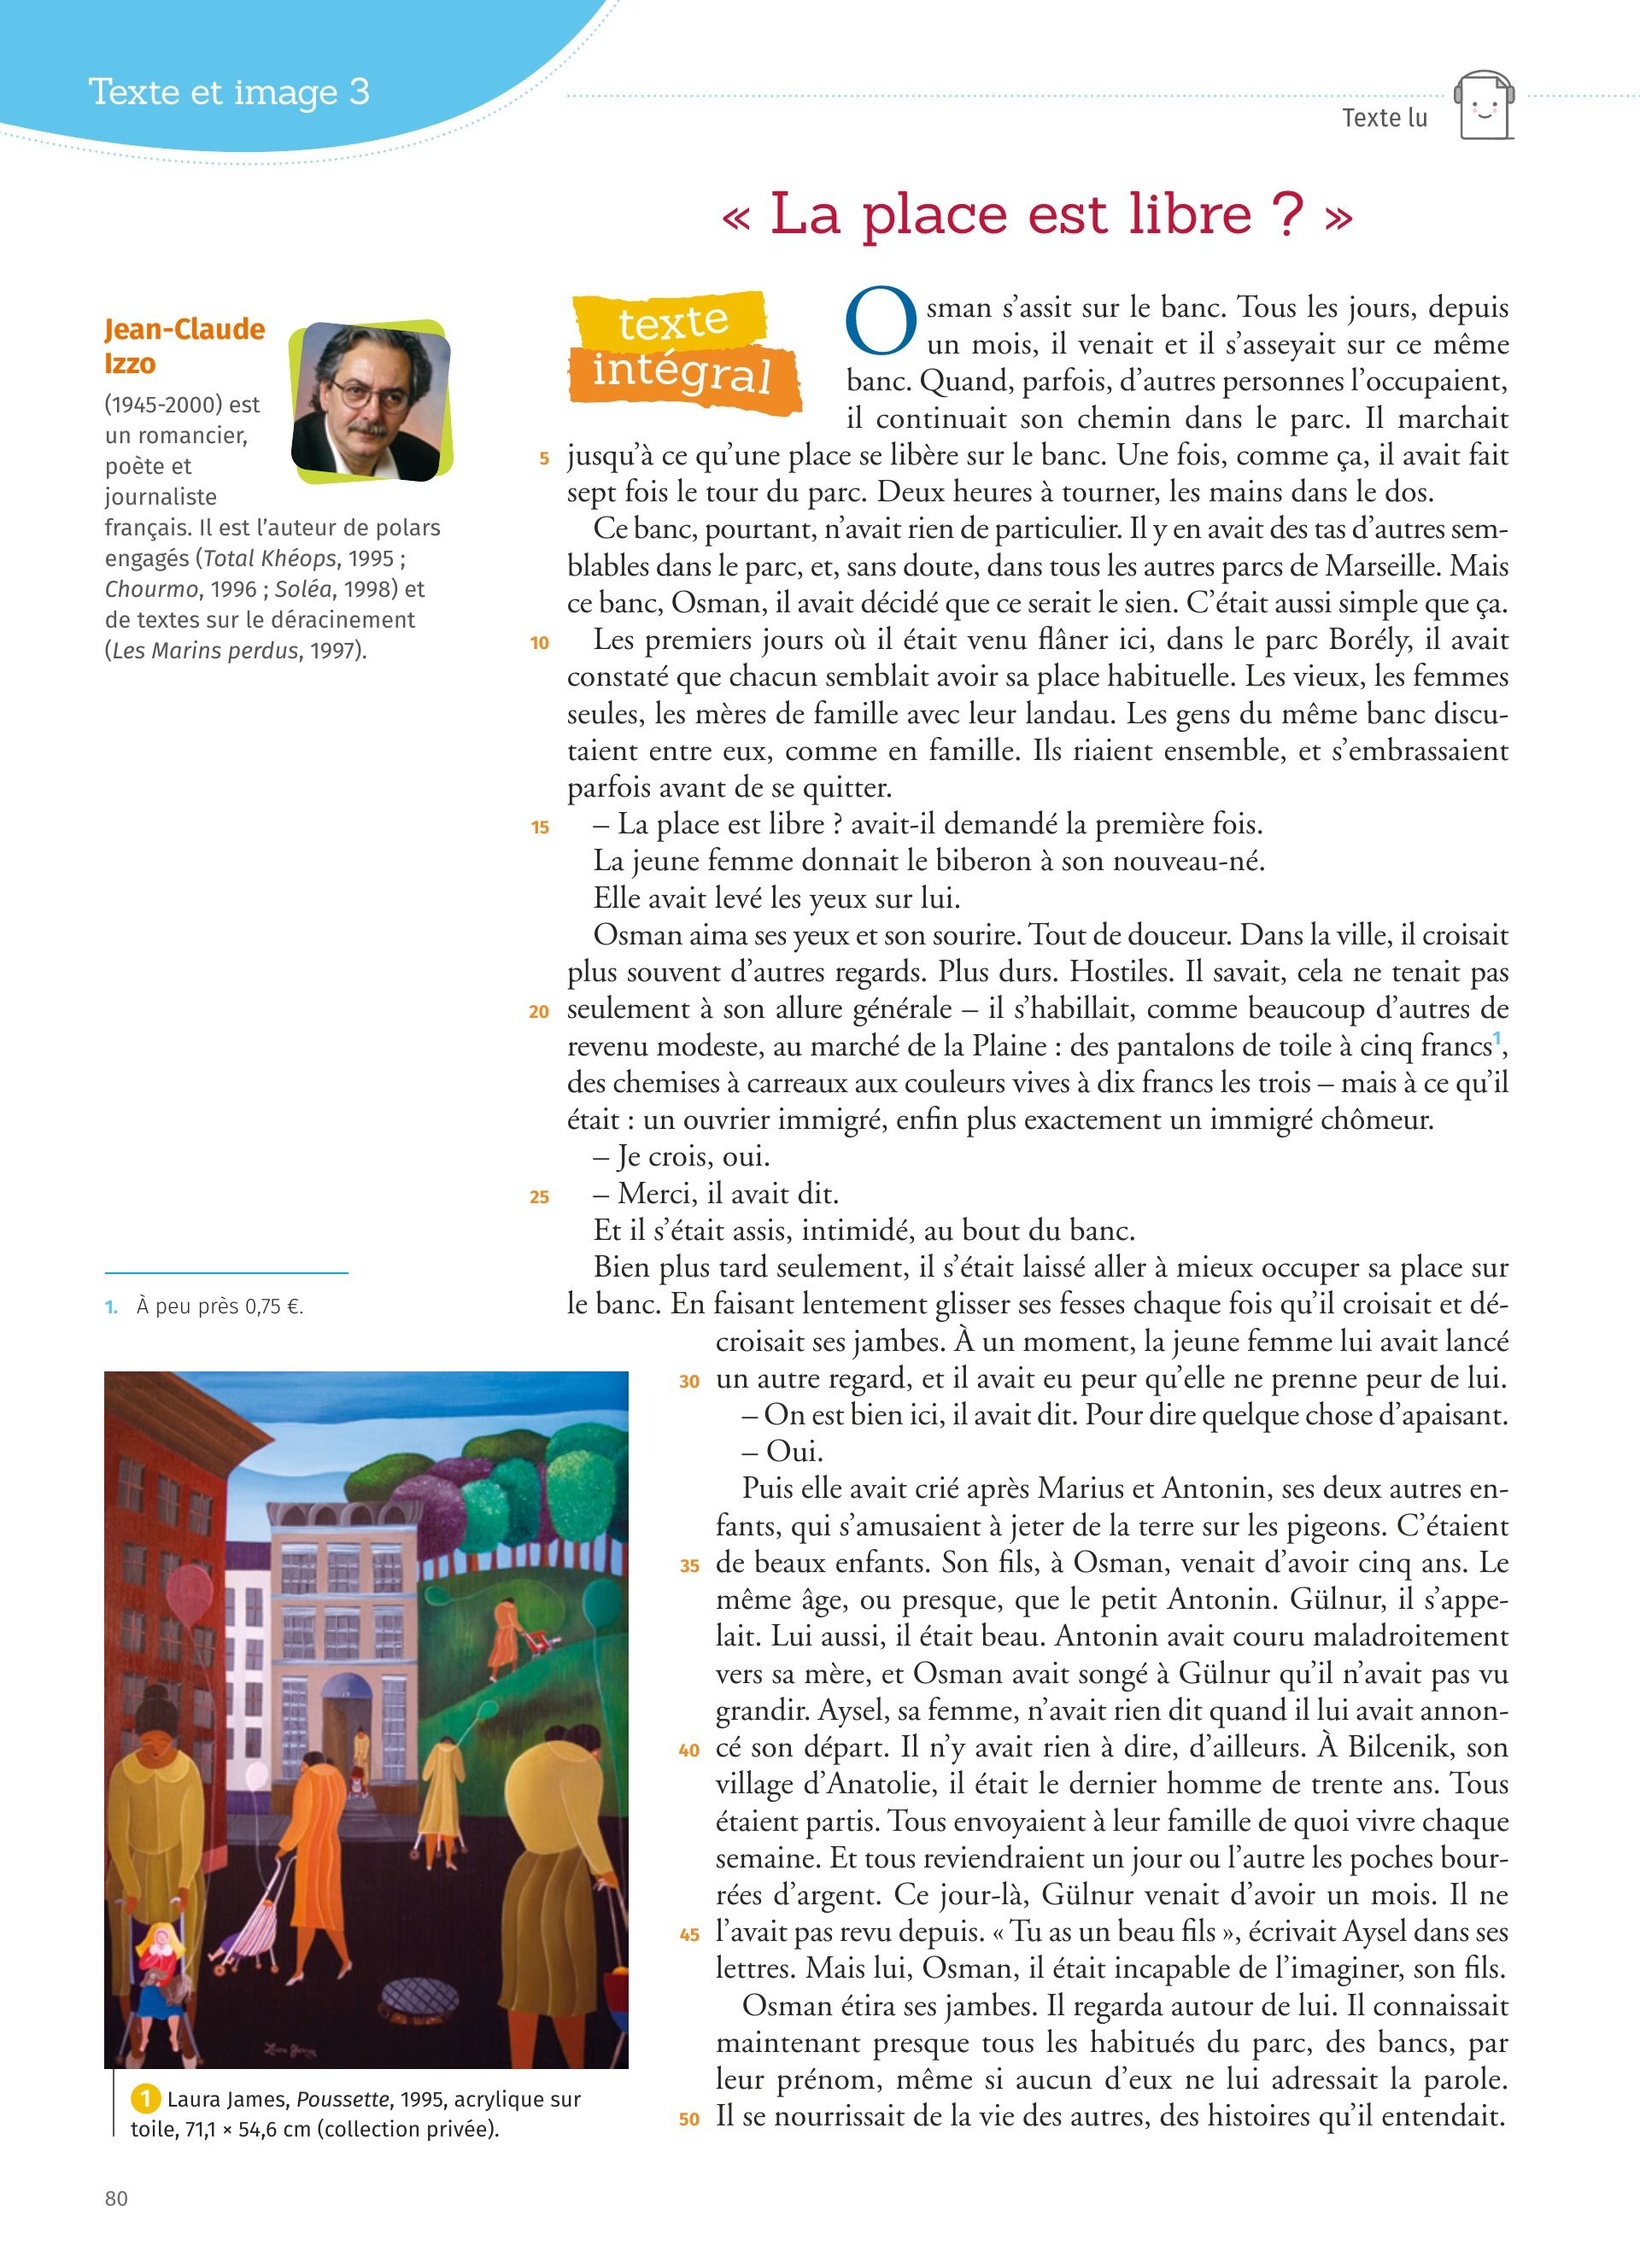 Texte et image 3
Texte lu
« La place est libre ? »
Jean-Claude
Izzo
(1945-2000) est
un romancier,
poète et
journaliste
français. Il est l’auteur de polars
engagés (Total Khéops, 1995 ;
Chourmo, 1996 ; Soléa, 1998) et
de textes sur le déracinement
(Les Marins perdus, 1997).
texte
intégral
Osman s’assit sur le banc. Tous les jours, depuis
un mois, il venait et il s’asseyait sur ce même
banc. Quand, parfois, d’autres personnes l’occupaient,
il continuait son chemin dans le parc. Il marchait
5 jusqu’à ce qu’une place se libère sur le banc. Une fois, comme ça, il avait fait
sept fois le tour du parc. Deux heures à tourner, les mains dans le dos.
Ce banc, pourtant, n’avait rien de particulier. Il y en avait des tas d’autres sem-
blables dans le parc, et, sans doute, dans tous les autres parcs de Marseille. Mais
ce banc, Osman, il avait décidé que ce serait le sien. C’était aussi simple que ça.
10 Les premiers jours où il était venu flâner ici, dans le parc Borély, il avait
constaté que chacun semblait avoir sa place habituelle. Les vieux, les femmes
seules, les mères de famille avec leur landau. Les gens du même banc discu-
taient entre eux, comme en famille. Ils riaient ensemble, et s’embrassaient
parfois avant de se quitter.
15 – La place est libre ? avait-il demandé la première fois.
La jeune femme donnait le biberon à son nouveau-né.
Elle avait levé les yeux sur lui.
Osman aima ses yeux et son sourire. Tout de douceur. Dans la ville, il croisait
plus souvent d’autres regards. Plus durs. Hostiles. Il savait, cela ne tenait pas
20 seulement à son allure générale – il s’habillait, comme beaucoup d’autres de
revenu modeste, au marché de la Plaine : des pantalons de toile à cinq francs1,
des chemises à carreaux aux couleurs vives à dix francs les trois – mais à ce qu’il
était : un ouvrier immigré, enfin plus exactement un immigré chômeur.
– Je crois, oui.
25 – Merci, il avait dit.
Et il s’était assis, intimidé, au bout du banc.
Bien plus tard seulement, il s’était laissé aller à mieux occuper sa place sur
le banc. En faisant lentement glisser ses fesses chaque fois qu’il croisait et dé-
croisait ses jambes. À un moment, la jeune femme lui avait lancé
30 un autre regard, et il avait eu peur qu’elle ne prenne peur de lui.
– On est bien ici, il avait dit. Pour dire quelque chose d’apaisant.
– Oui.
Puis elle avait crié après Marius et Antonin, ses deux autres en-
fants, qui s’amusaient à jeter de la terre sur les pigeons. C’étaient
35 de beaux enfants. Son fils, à Osman, venait d’avoir cinq ans. Le
même âge, ou presque, que le petit Antonin. Gülnur, il s’appe-
lait. Lui aussi, il était beau. Antonin avait couru maladroitement
vers sa mère, et Osman avait songé à Gülnur qu’il n’avait pas vu
grandir. Aysel, sa femme, n’avait rien dit quand il lui avait annon-
40 cé son départ. Il n’y avait rien à dire, d’ailleurs. À Bilcenik, son
village d’Anatolie, il était le dernier homme de trente ans. Tous
étaient partis. Tous envoyaient à leur famille de quoi vivre chaque
semaine. Et tous reviendraient un jour ou l’autre les poches bour-
rées d’argent. Ce jour-là, Gülnur venait d’avoir un mois. Il ne
45 l’avait pas revu depuis. « Tu as un beau fils », écrivait Aysel dans ses
lettres. Mais lui, Osman, il était incapable de l’imaginer, son fils.
Osman étira ses jambes. Il regarda autour de lui. Il connaissait
maintenant presque tous les habitués du parc, des bancs, par
leur prénom, même si aucun d’eux ne lui adressait la parole.
50 Il se nourrissait de la vie des autres, des histoires qu’il entendait.
1. À peu près 0,75 €.
Laura James
1 Laura James, Poussette, 1995, acrylique sur
toile, 71,1 × 54,6 cm (collection privée).
80